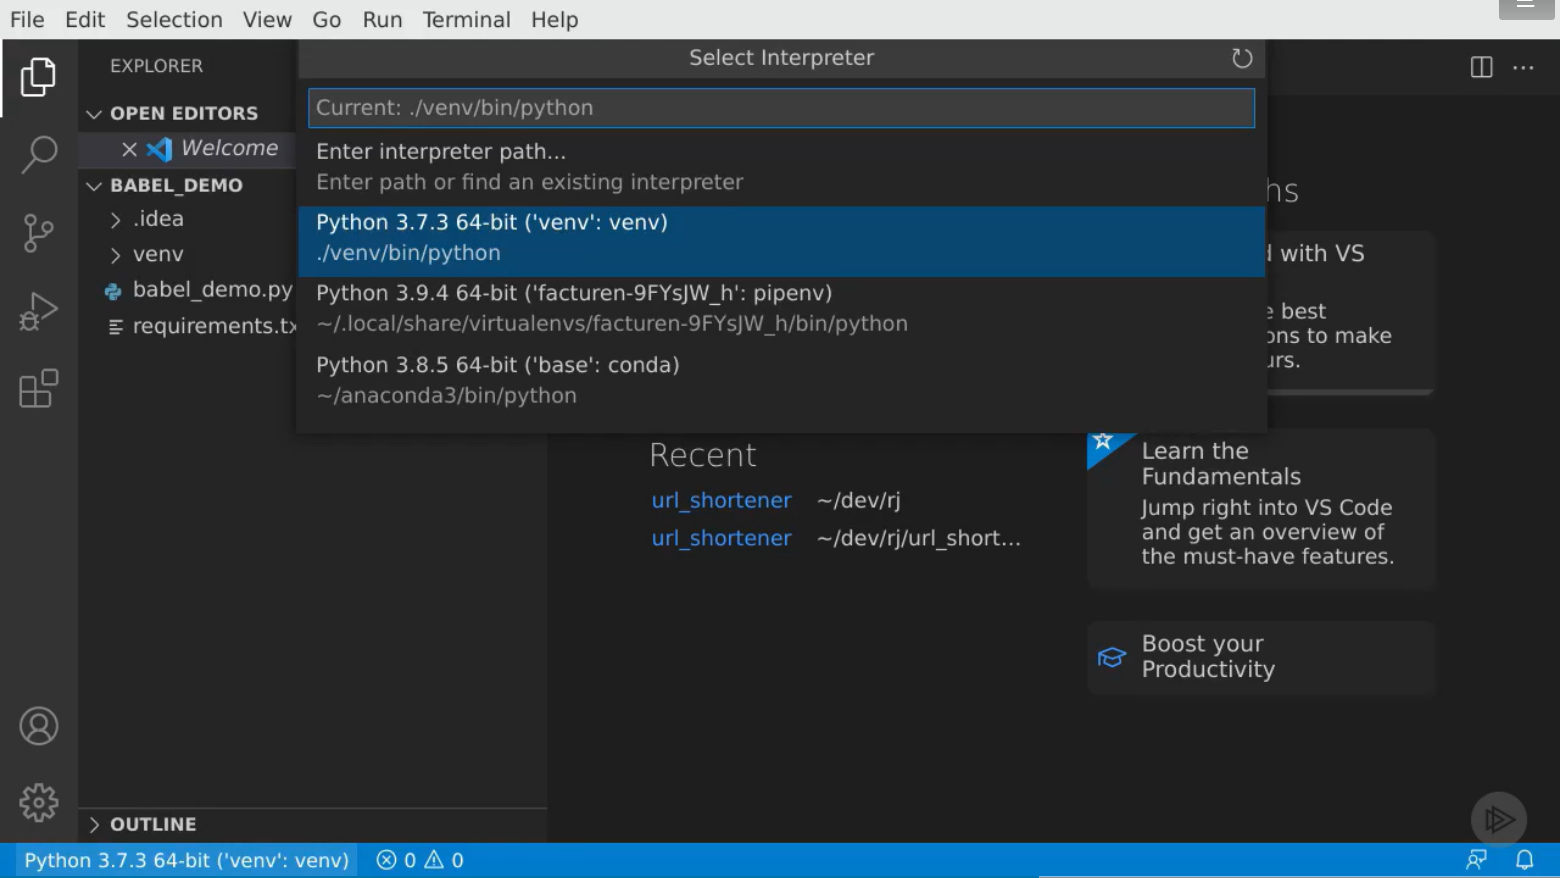 File Edit Selection View Go Run Terminal Help
EXPLORER
OPEN EDITORS
Welcome
BABEL_DEMO
.idea
venv
babel_demo.py
requirements.tx
Select Interpreter
Current: ./venv/bin/python
Enter interpreter path...
Enter path or find an existing interpreter
Python 3.7.3 64-bit ('venv': venv)
./venv/bin/python
Python 3.9.4 64-bit ('facturen-9FYsJW_h': pipenv)
~/.local/share/virtualenvs/facturen-9FYsJW_h/bin/python
Python 3.8.5 64-bit ('base': conda)
~/anaconda3/bin/python
Recent
url_shortener ~/dev/rj
url_shortener ~/dev/rj/url_short...
hs
with VS
best
ons to make
urs.
Learn the
Fundamentals
Jump right into VS Code
and get an overview of
the must-have features.
Boost your
Productivity
OUTLINE
Python 3.7.3 64-bit ('venv': venv) 0 0